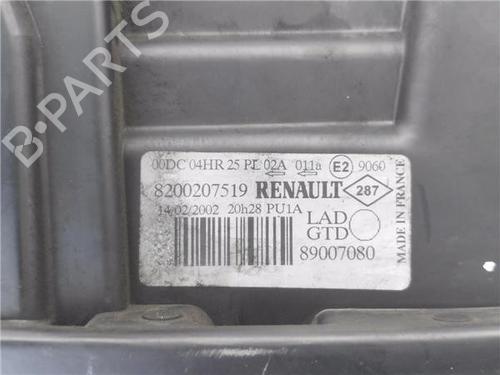 00DC 04HR 25 PL 02A 011a E2 9060
8200207519 RENAULT 287
14/02/2002 20h28 PU1A
LAD
GTD
89007080
MADE IN FRANCE
B-PARTS